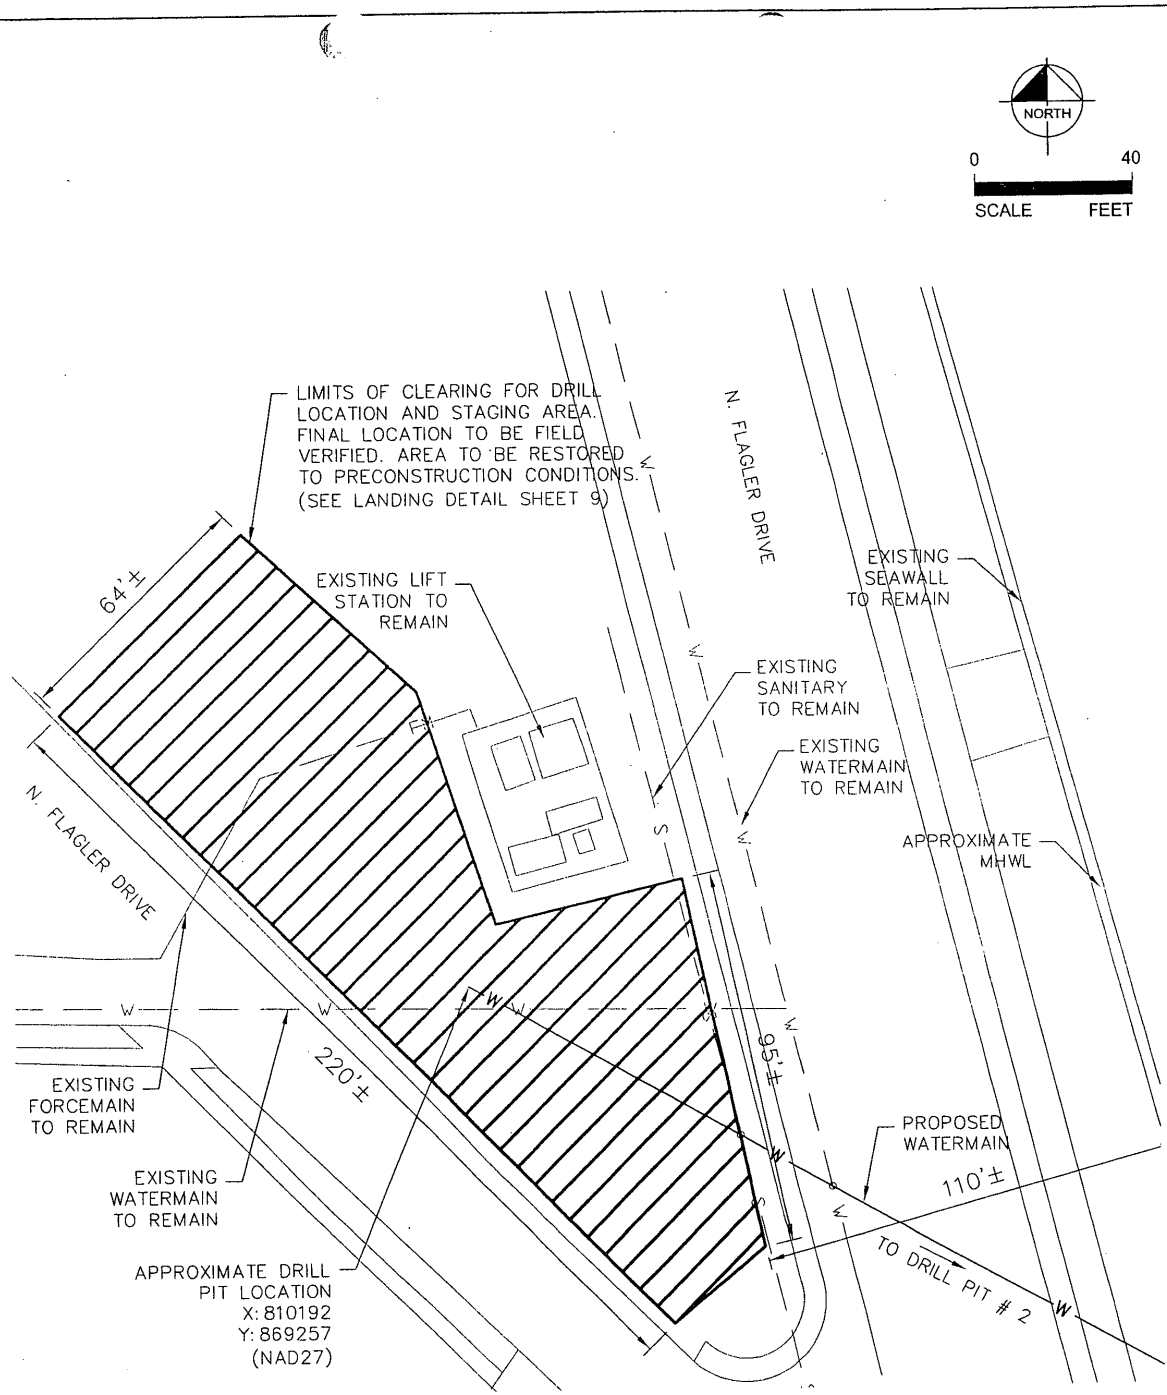 NORTH
0 40
SCALE FEET
LIMITS OF CLEARING FOR DRILL
LOCATION AND STAGING AREA.
FINAL LOCATION TO BE FIELD
VERIFIED. AREA TO BE RESTORED
TO PRECONSTRUCTION CONDITIONS.
(SEE LANDING DETAIL SHEET 9)
N. FLAGLER DRIVE
W
EXISTING
SEAWALL
TO REMAIN
64'±
EXISTING LIFT
STATION TO
REMAIN
W
EXISTING
SANITARY
TO REMAIN
EXISTING
WATERMAIN
TO REMAIN
N. FLAGLER DRIVE
S
W
APPROXIMATE
MHWL
W
W
W
W
W
S
W
95'±
220'±
EXISTING
FORCEMAIN
TO REMAIN
PROPOSED
WATERMAIN
W
EXISTING
WATERMAIN
TO REMAIN
110'±
S
W
TO DRILL PIT # 2
W
APPROXIMATE DRILL
PIT LOCATION
X: 810192
Y: 869257
(NAD27)